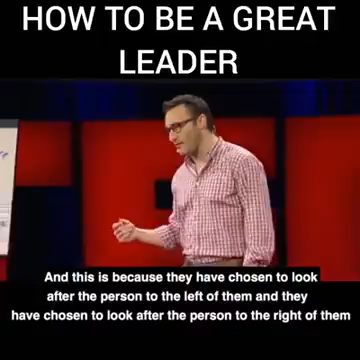 HOW TO BE A GREAT
LEADER
And this is because they have chosen to look
after the person to the left of them and they
have chosen to look after the person to the right of them